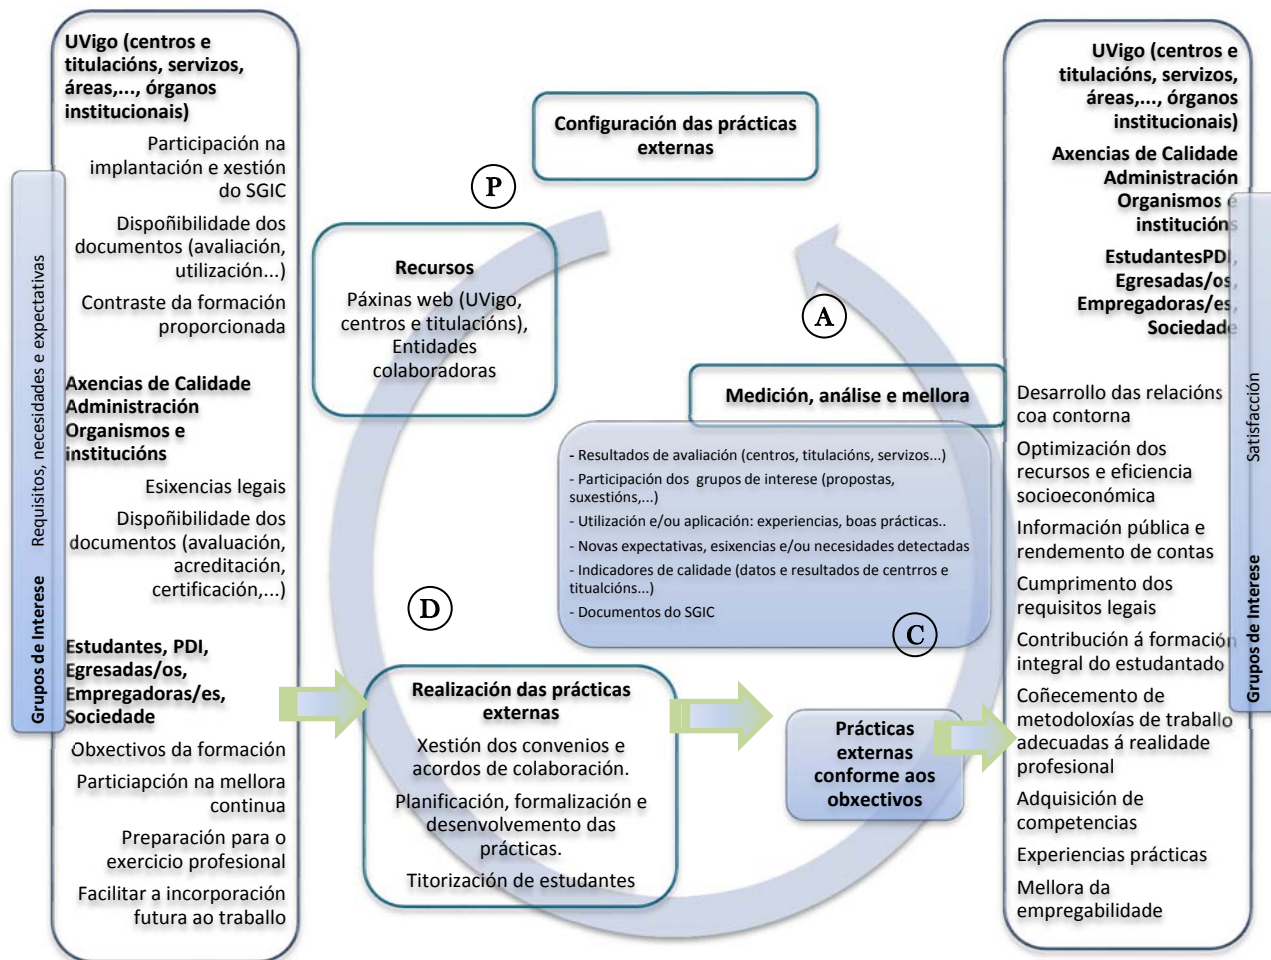 UVigo (centros e
titulacións, servizos,
áreas,..., órganos
institucionais)
Participación na
implantación e xestión
do SGIC
Dispoñibilidade dos
documentos (avaliación,
utilización...)
Contraste da formación
proporcionada
Axencias de Calidade
Administración
Organismos e
institucións
Esixencias legais
Dispoñibilidade dos
documentos (avaluación,
acreditación,
certificación,...)
Estudantes, PDI,
Egresadas/os,
Empregadoras/es,
Sociedade
Obxectivos da formación
Particiapción na mellora
continua
Preparación para o
exercicio profesional
Facilitar a incorporación
futura ao traballo
Grupos de Interese Requisitos, necesidades e expectativas
Configuración das prácticas
externas
P
Recursos
Páxinas web (UVigo,
centros e titulacións),
Entidades
colaboradoras
A
Medición, análise e mellora
- Resultados de avaliación (centros, titulacións, servizos...)
- Participación dos grupos de interese (propostas,
suxestións,...)
- Utilización e/ou aplicación: experiencias, boas prácticas..
- Novas expectativas, esixencias e/ou necesidades detectadas
- Indicadores de calidade (datos e resultados de centrros e
titualcións...)
- Documentos do SGIC
D
C
Realización das prácticas
externas
Xestión dos convenios e
acordos de colaboración.
Planificación, formalización e
desenvolvemento das
prácticas.
Titorización de estudantes
Prácticas
externas
conforme aos
obxectivos
UVigo (centros e
titulacións, servizos,
áreas,..., órganos
institucionais)
Axencias de Calidade
Administración
Organismos e
institucións
EstudantesPDI,
Egresadas/os,
Empregadoras/es,
Sociedade
Desarrollo das relacións
coa contorna
Optimización dos
recursos e eficiencia
socioeconómica
Información pública e
rendemento de contas
Cumprimento dos
requisitos legais
Contribución á formación
integral do estudantado
Coñecemento de
metodoloxías de traballo
adecuadas á realidade
profesional
Adquisición de
competencias
Experiencias prácticas
Mellora da
empregabilidade
Grupos de Interese Satisfacción